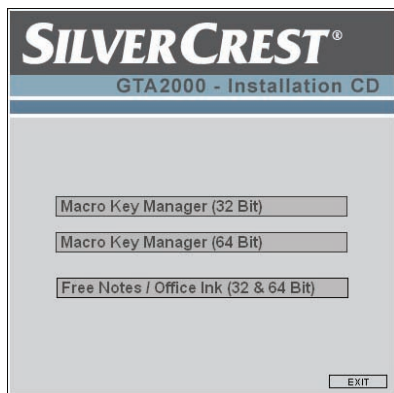 SILVERCREST®
GTA2000 - Installation CD
Macro Key Manager (32 Bit)
Macro Key Manager (64 Bit)
Free Notes / Office Ink (32 & 64 Bit)
EXIT